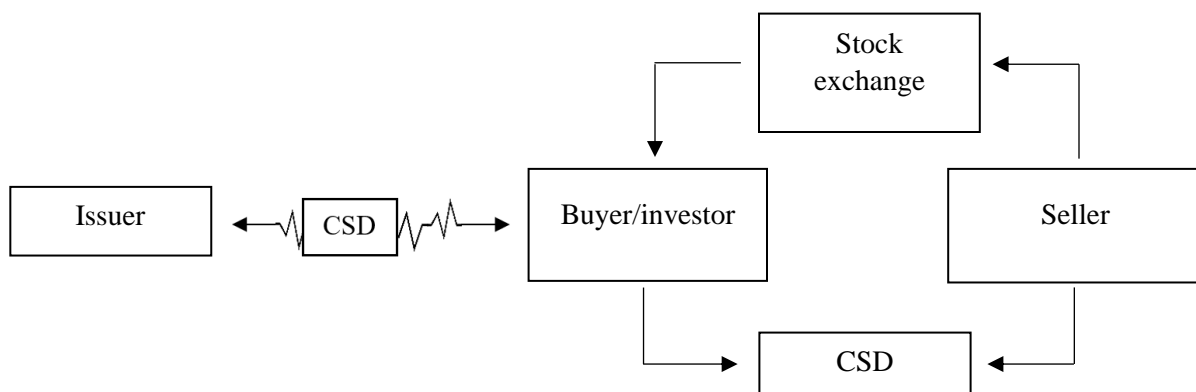 Stock
exchange
Issuer
CSD
Buyer/investor
Seller
CSD